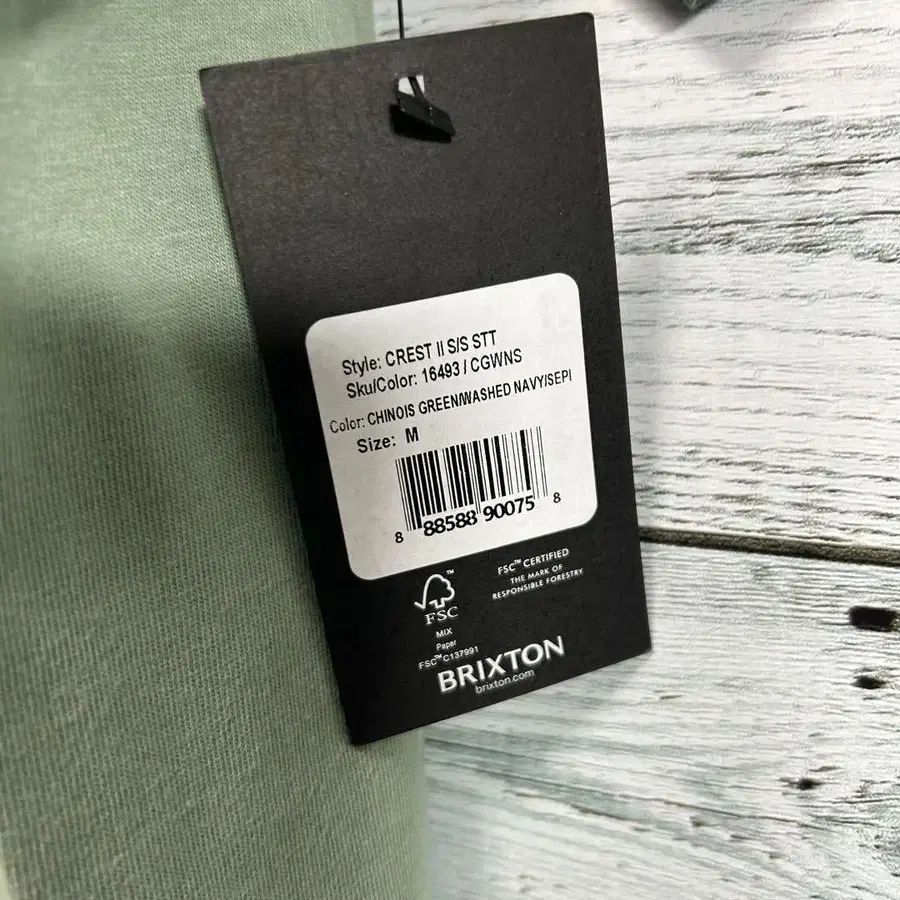 Style: CREST II S/S STT
Sku/Color: 16493 / CGWNS
Color: CHINOIS GREEN/WASHED NAVY/SEPI
Size: M
8 88588 90075 8
FSC™
FSC™ CERTIFIED
THE MARK OF
RESPONSIBLE FORESTRY
MIX
Paper
FSC™ C137991
BRIXTON
brixton.com